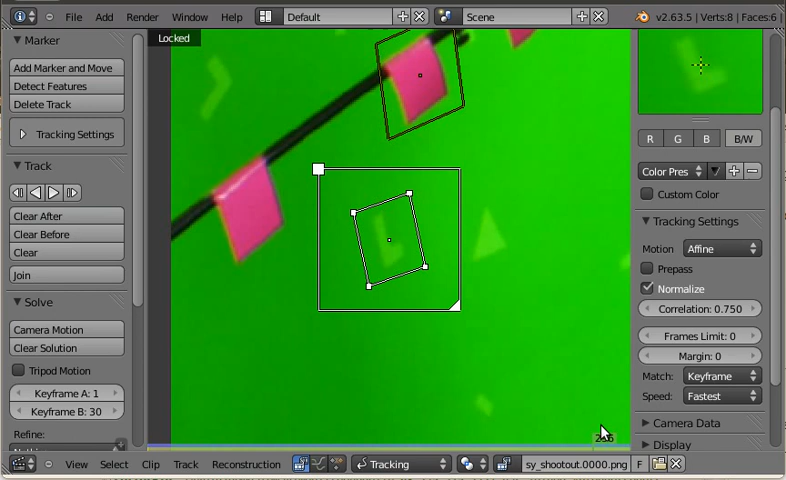 File Add Render Window Help Default Scene v2.63.5 | Verts:8 | Faces:6 |
Locked
Marker
Add Marker and Move
Detect Features
Delete Track
Tracking Settings
Track
Clear After
Clear Before
Clear
Join
Solve
Camera Motion
Clear Solution
Tripod Motion
Keyframe A: 1
Keyframe B: 30
Refine:
R G B B/W
Color Pres
Custom Color
Tracking Settings
Motion Affine
Prepass
Normalize
Correlation: 0.750
Frames Limit: 0
Margin: 0
Match: Keyframe
Speed: Fastest
Camera Data
Display
View Select Clip Track Reconstruction Tracking sy_shootout.0000.png F